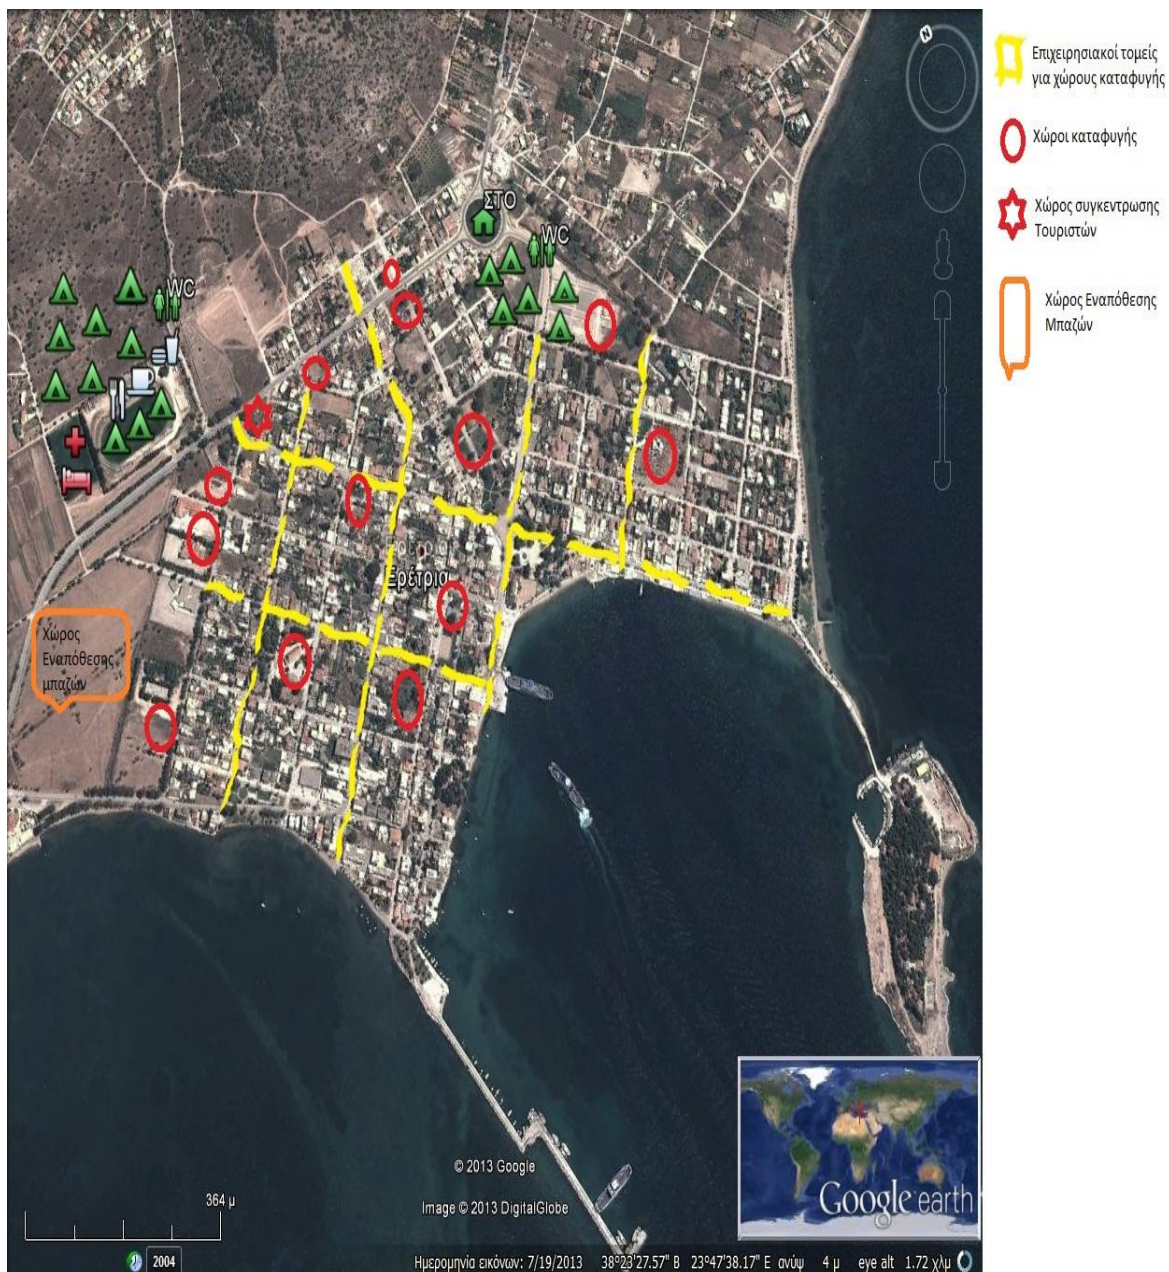 Επιχειρησιακοί τομείς
για χώρους καταφυγής
Χώροι καταφυγής
Χώρος συγκεντρωσης
Τουριστών
Χώρος Εναπόθεσης
Μπαζών
N
ΣΤΟ
WC
WC
Ερέτρια
Χώρος
Εναπόθεσης
μπαζών
© 2013 Google
Image © 2013 DigitalGlobe
364 μ
Google earth
2004
Ημερομηνία εικόνων: 7/19/2013 38°23'27.57" Β 23°47'38.17" Ε ανύψ 4 μ eye alt 1.72 χλμ